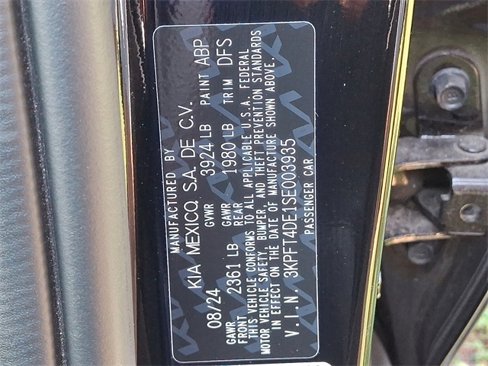 MANUFACTURED BY
KIA MEXICO, S.A. DE C.V.
08/24 GVWR 3924 LB PAINT ABP
GAWR FRONT 2361 LB GAWR REAR 1980 LB TRIM DFS
THIS VEHICLE CONFORMS TO ALL APPLICABLE U.S.A. FEDERAL
MOTOR VEHICLE SAFETY, BUMPER, AND THEFT PREVENTION STANDARDS
IN EFFECT ON THE DATE OF MANUFACTURE SHOWN ABOVE.
V.I.N 3KPFT4DE1SE003935
PASSENGER CAR